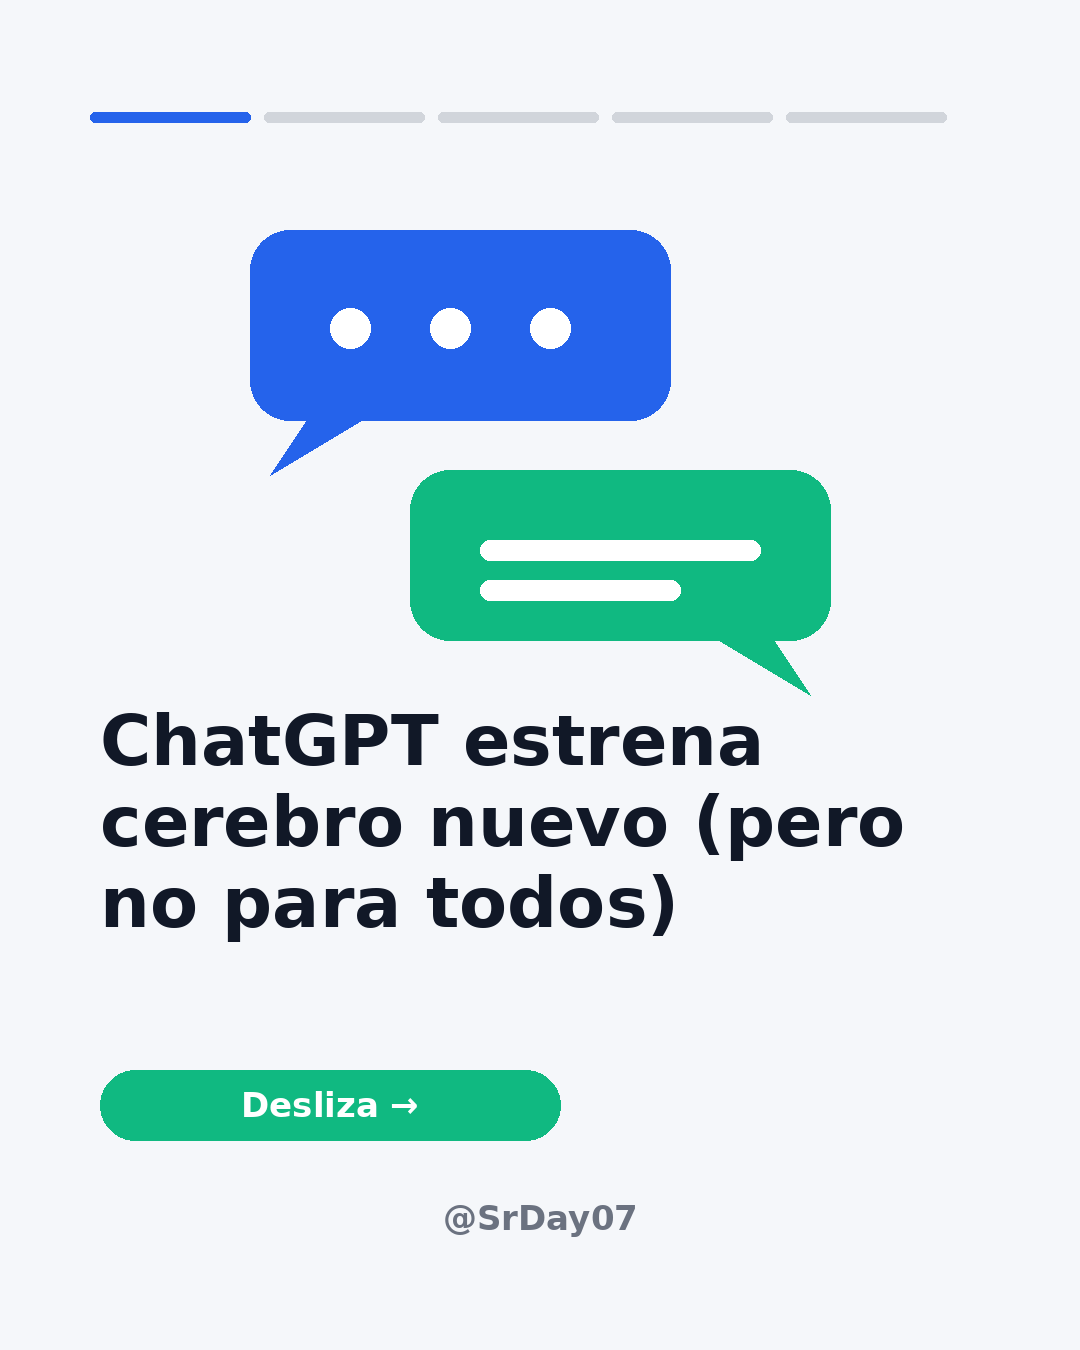 ChatGPT estrena
cerebro nuevo (pero
no para todos)
Desliza →
@SrDay07